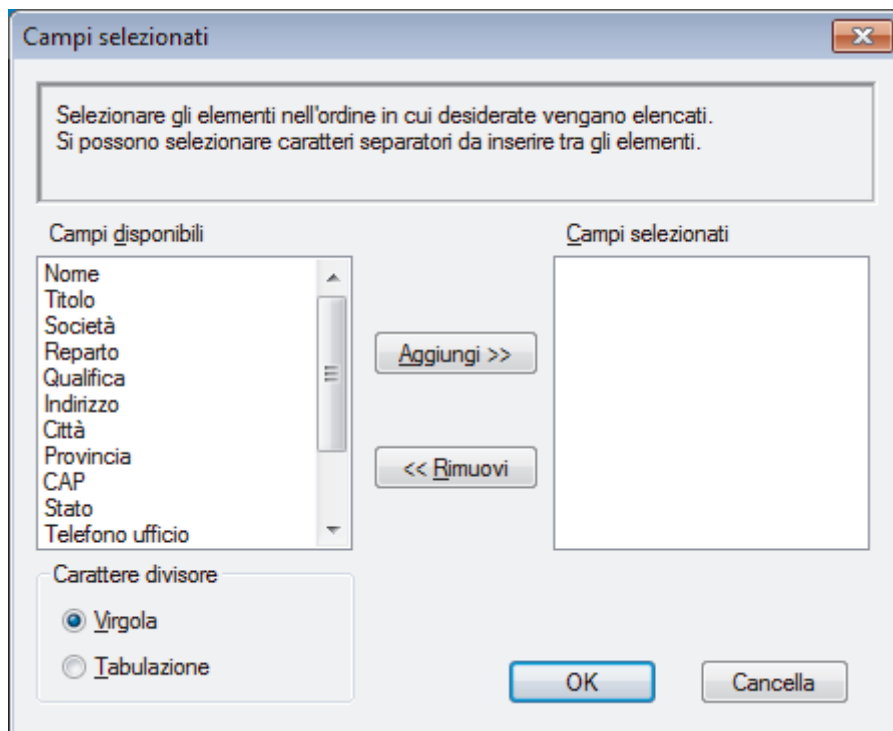 Campi selezionati
Selezionare gli elementi nell'ordine in cui desiderate vengano elencati.
Si possono selezionare caratteri separatori da inserire tra gli elementi.
Campi disponibili
Nome
Titolo
Società
Reparto
Qualifica
Indirizzo
Città
Provincia
CAP
Stato
Telefono ufficio
Aggiungi >>
<< Rimuovi
Campi selezionati
Carattere divisore
Virgola
Tabulazione
OK
Cancella